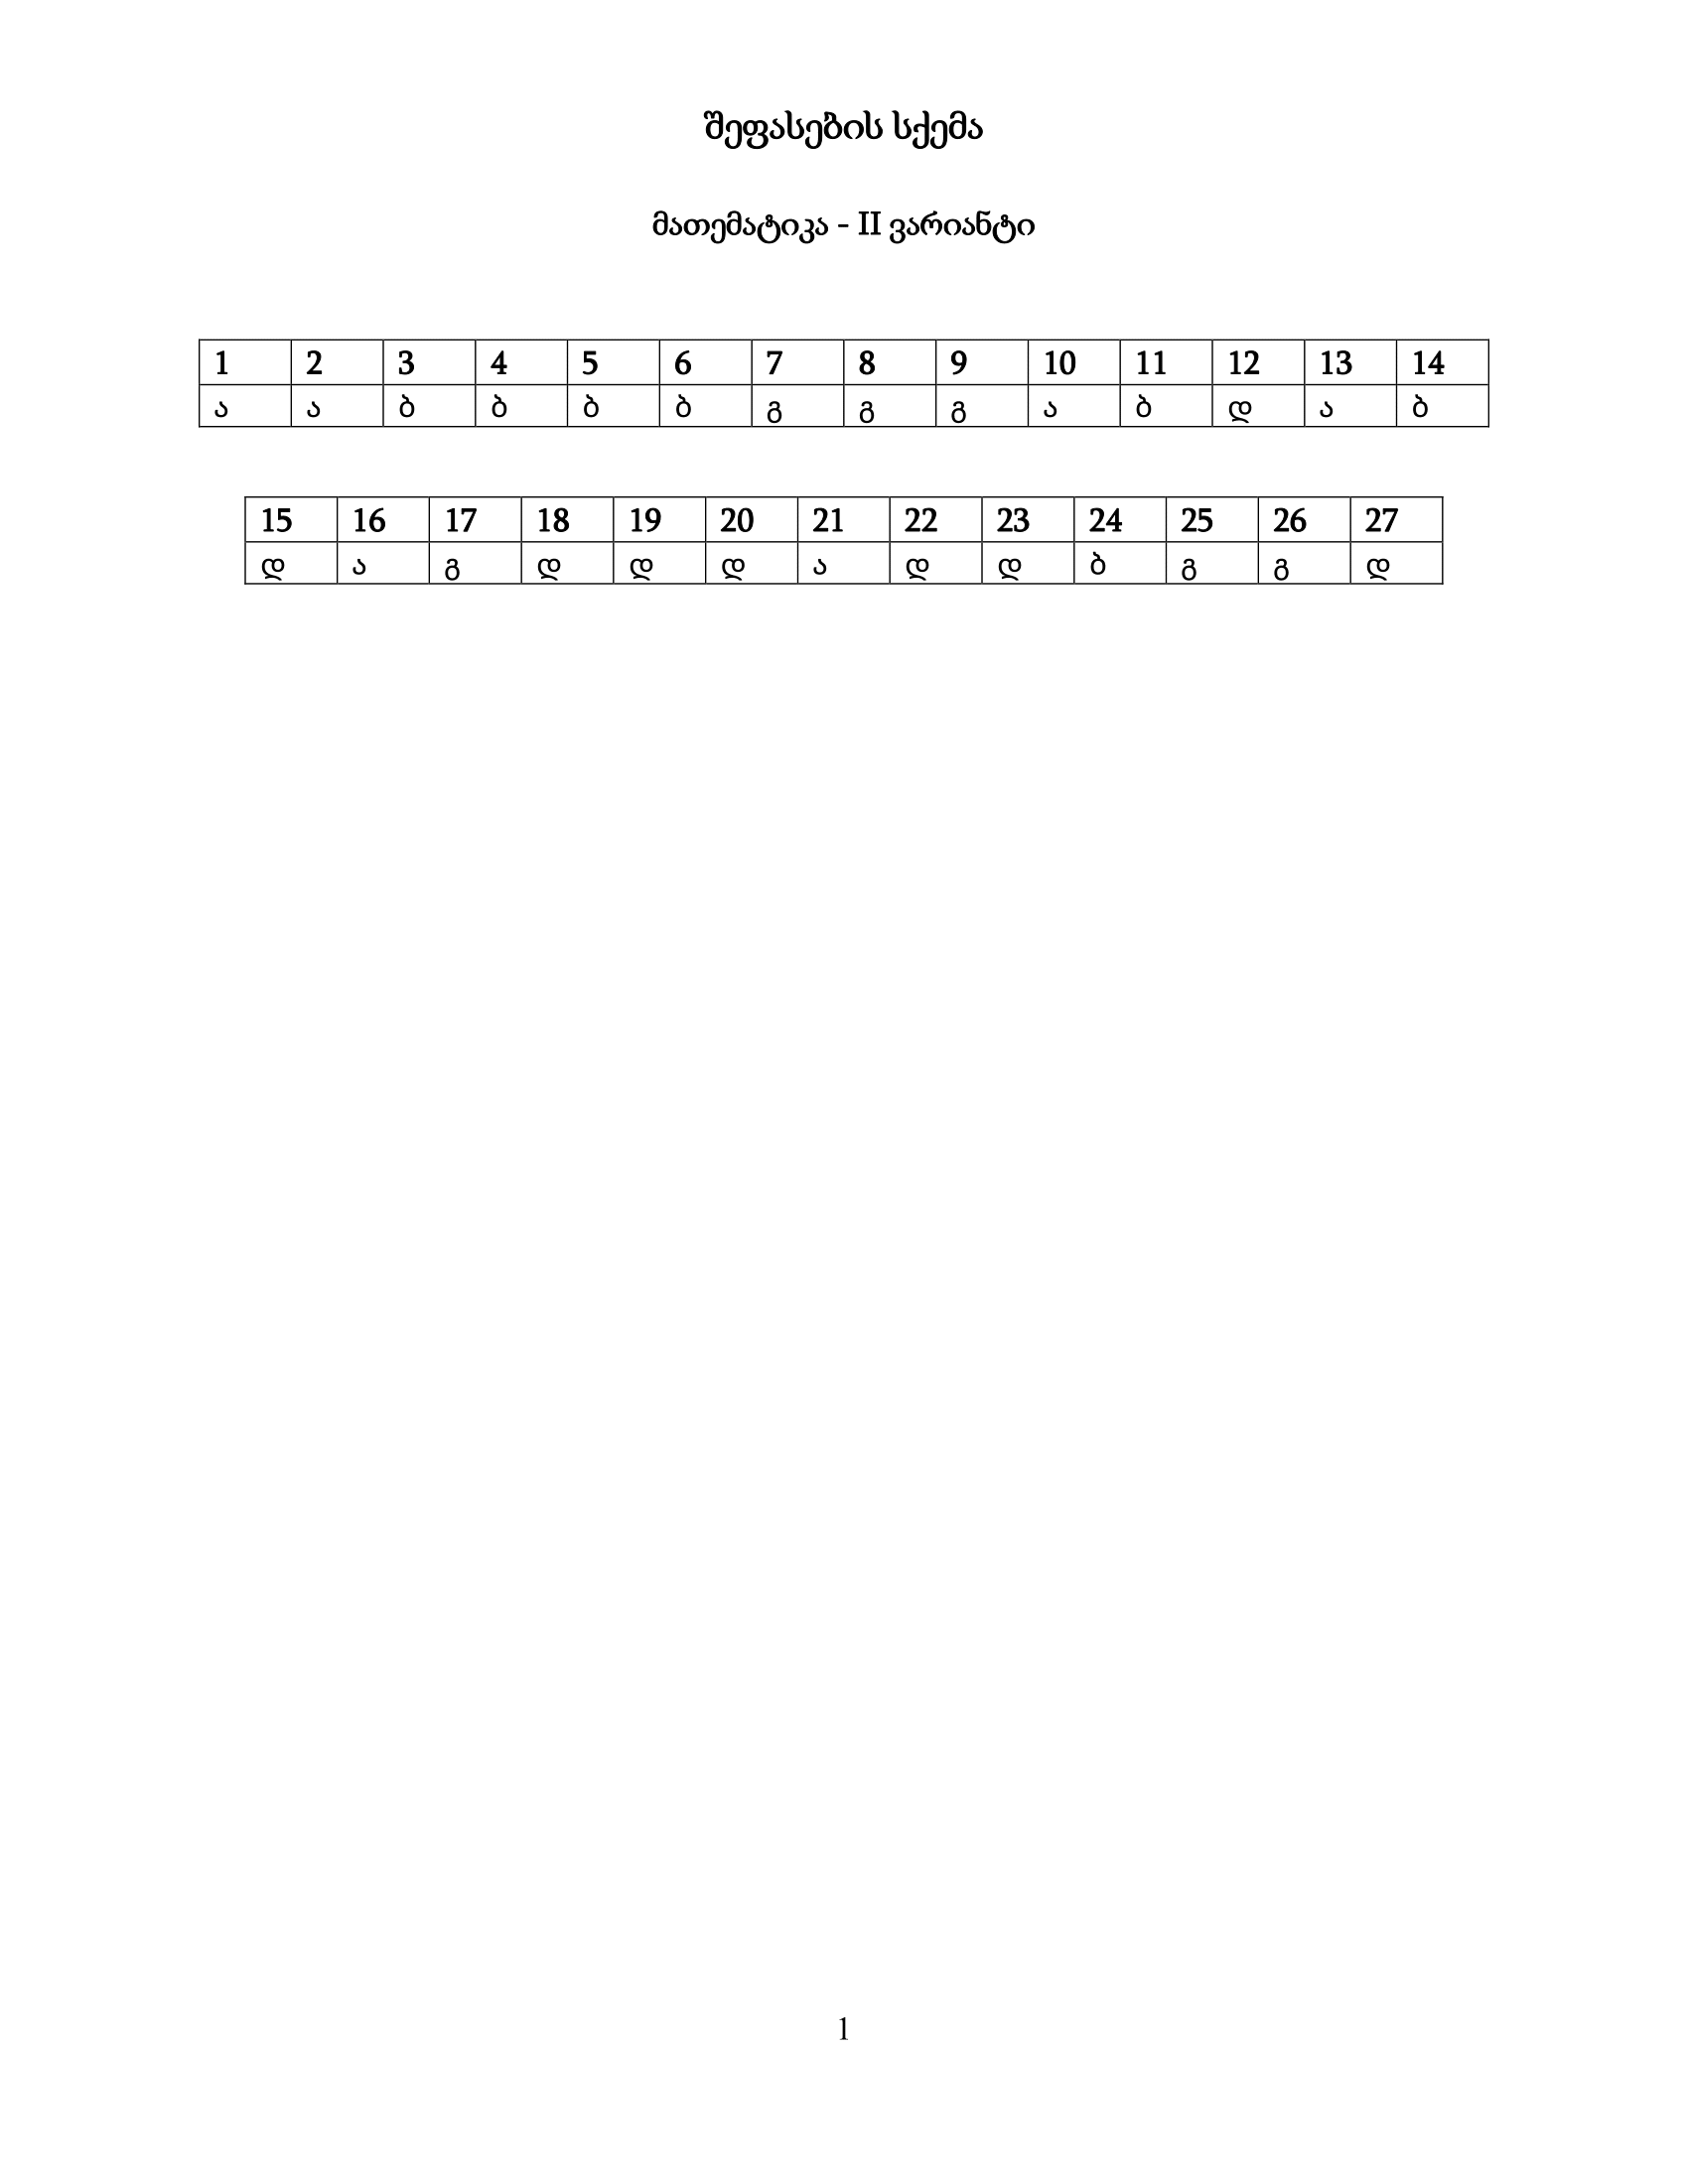 შეფასების სქემა
მათემატიკა - II ვარიანტი
1 2 3 4 5 6 7 8 9 10 11 12 13 14
ა ა ბ ბ ბ ბ გ გ გ ა ბ დ ა ბ
15 16 17 18 19 20 21 22 23 24 25 26 27
დ ა გ დ დ დ ა დ დ ბ გ გ დ
1